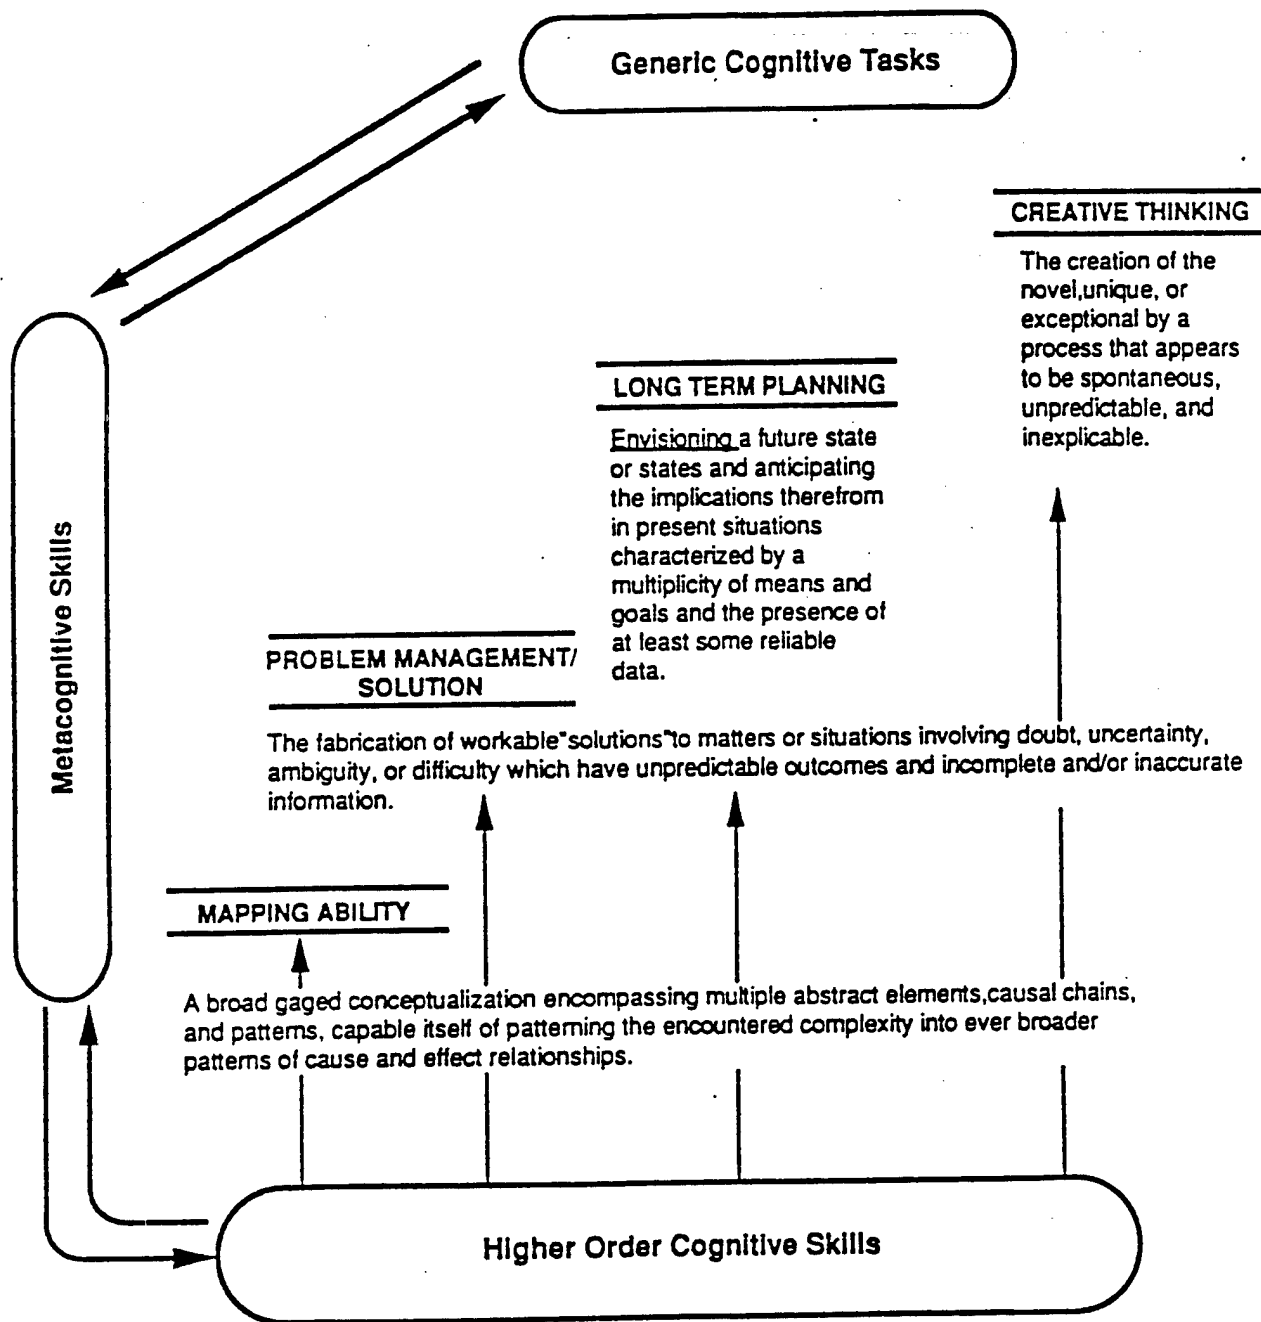 Generic Cognitive Tasks
CREATIVE THINKING
The creation of the
novel,unique, or
exceptional by a
process that appears
to be spontaneous,
unpredictable, and
inexplicable.
LONG TERM PLANNING
Envisioning a future state
or states and anticipating
the implications therefrom
in present situations
characterized by a
multiplicity of means and
goals and the presence of
at least some reliable
data.
Metacognitive Skills
PROBLEM MANAGEMENT/
SOLUTION
The fabrication of workable"solutions"to matters or situations involving doubt, uncertainty,
ambiguity, or difficulty which have unpredictable outcomes and incomplete and/or inaccurate
information.
MAPPING ABILITY
A broad gaged conceptualization encompassing multiple abstract elements,causal chains,
and patterns, capable itself of patterning the encountered complexity into ever broader
patterns of cause and effect relationships.
Higher Order Cognitive Skills